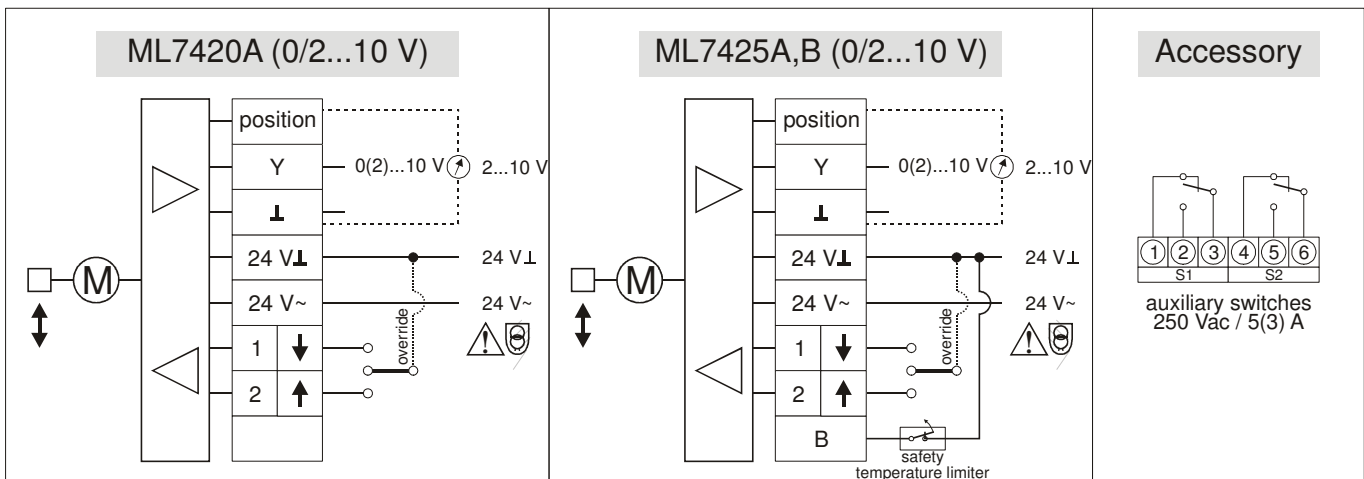 ML7420A (0/2...10 V)
position
Y
0(2)...10 V
2...10 V
⊥
24 V⊥
24 V⊥
24 V~
24 V~
override
1
2
M
ML7425A,B (0/2...10 V)
position
Y
0(2)...10 V
2...10 V
⊥
24 V⊥
24 V⊥
24 V~
24 V~
override
1
2
B
M
safety
temperature limiter
Accessory
1 2 3 4 5 6
S1 S2
auxiliary switches
250 Vac / 5(3) A